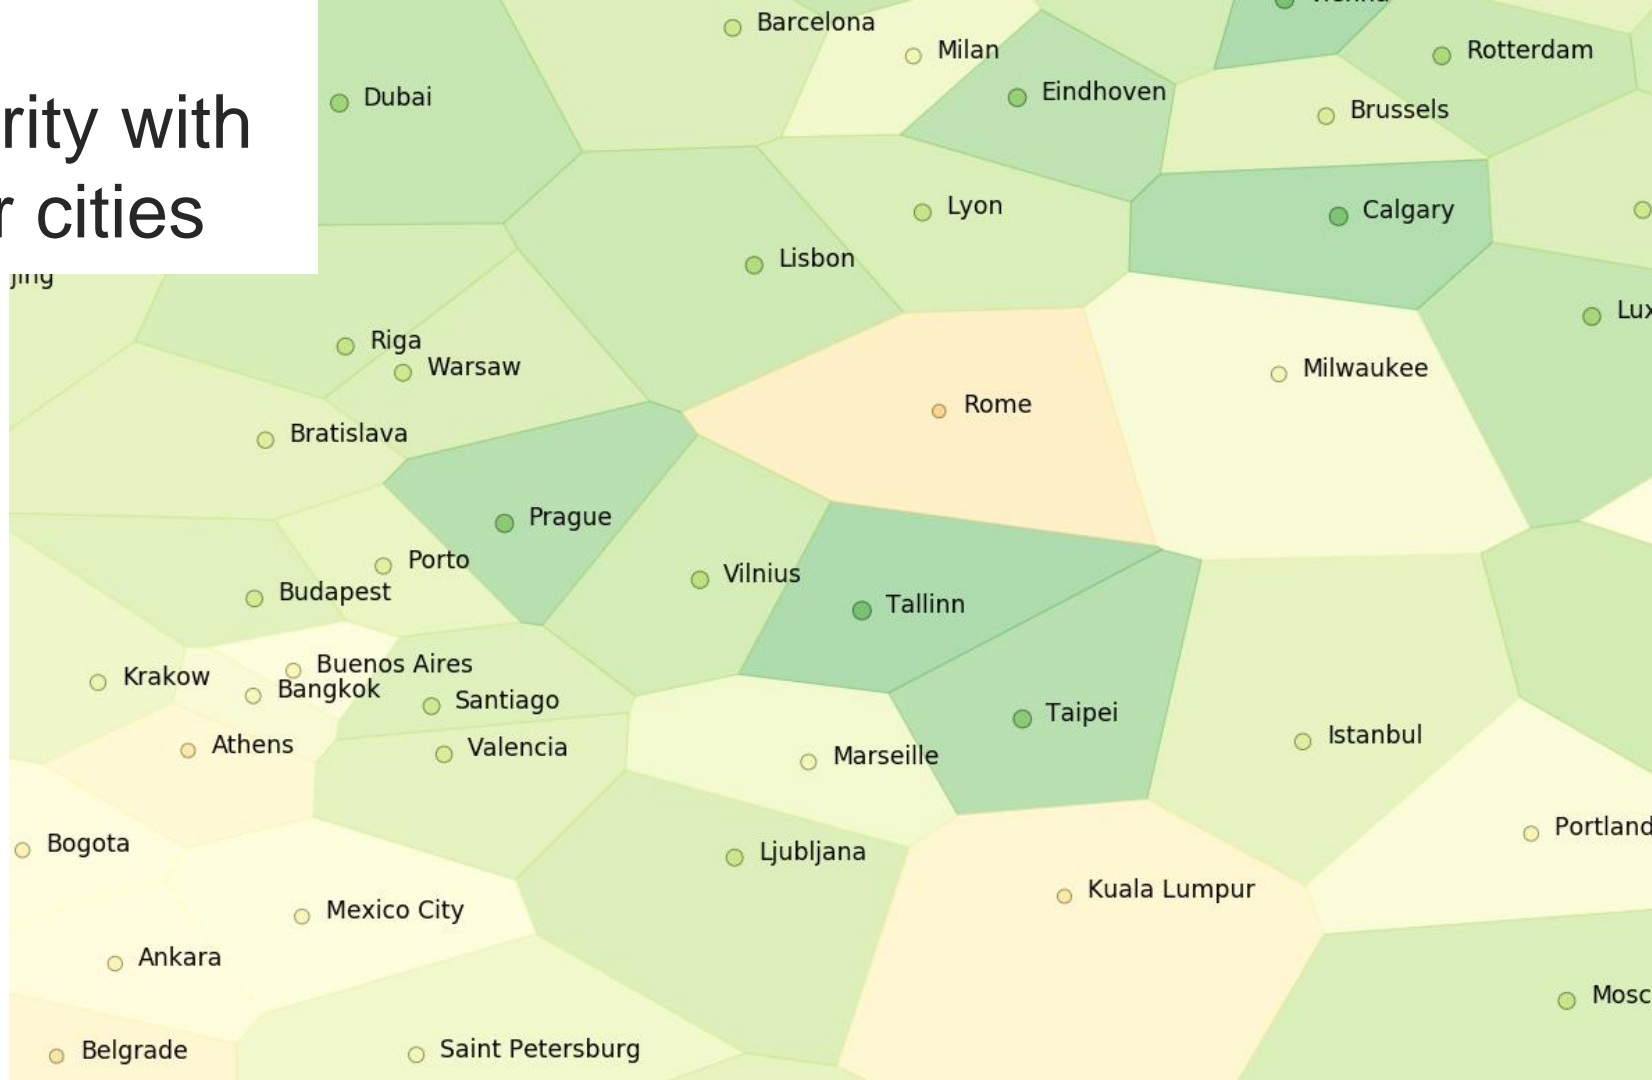 rity with
cities
Barcelona
Milan
Rotterdam
Dubai
Eindhoven
Brussels
Lyon
Calgary
Lisbon
Riga
Warsaw
Milwaukee
Rome
Bratislava
Prague
Porto
Vilnius
Budapest
Tallinn
Buenos Aires
Krakow
Bangkok
Santiago
Taipei
Istanbul
Athens
Valencia
Marseille
Portland
Bogota
Ljubljana
Kuala Lumpur
Mexico City
Ankara
Mosc
Belgrade
Saint Petersburg